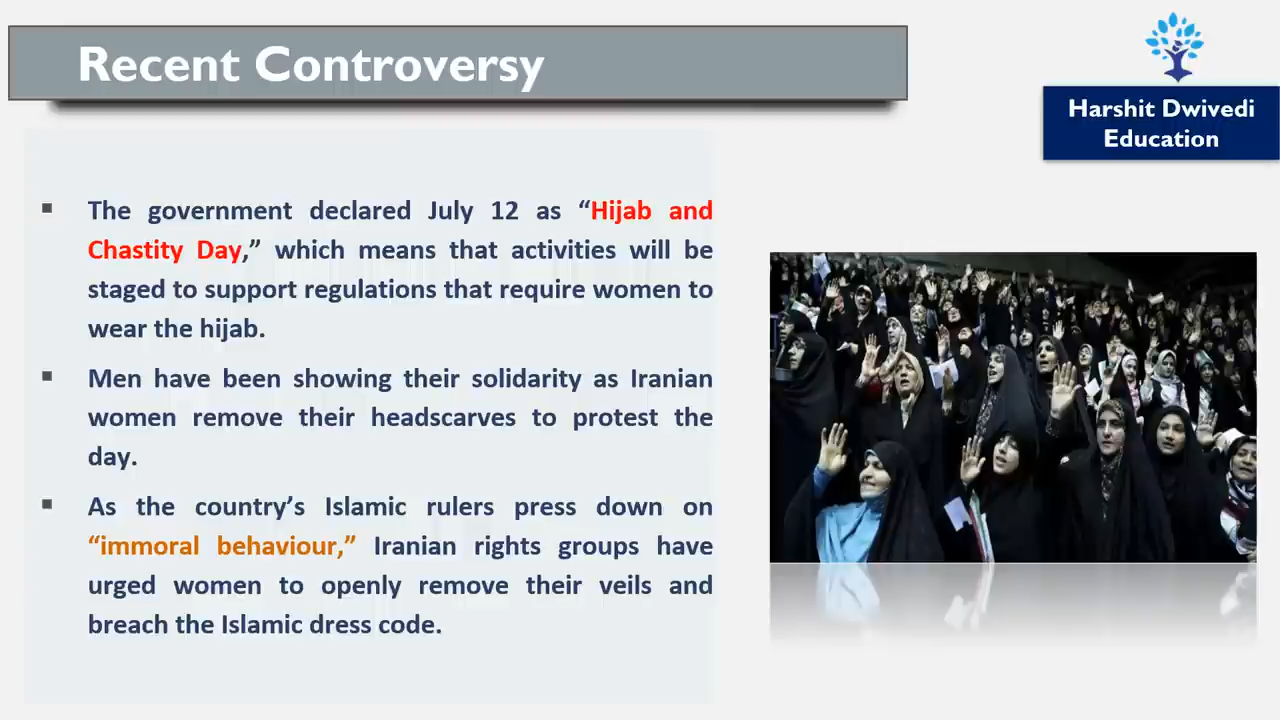 Recent Controversy
Harshit Dwivedi
Education
▪ The government declared July 12 as “Hijab and
Chastity Day,” which means that activities will be
staged to support regulations that require women to
wear the hijab.
▪ Men have been showing their solidarity as Iranian
women remove their headscarves to protest the
day.
▪ As the country’s Islamic rulers press down on
“immoral behaviour,” Iranian rights groups have
urged women to openly remove their veils and
breach the Islamic dress code.